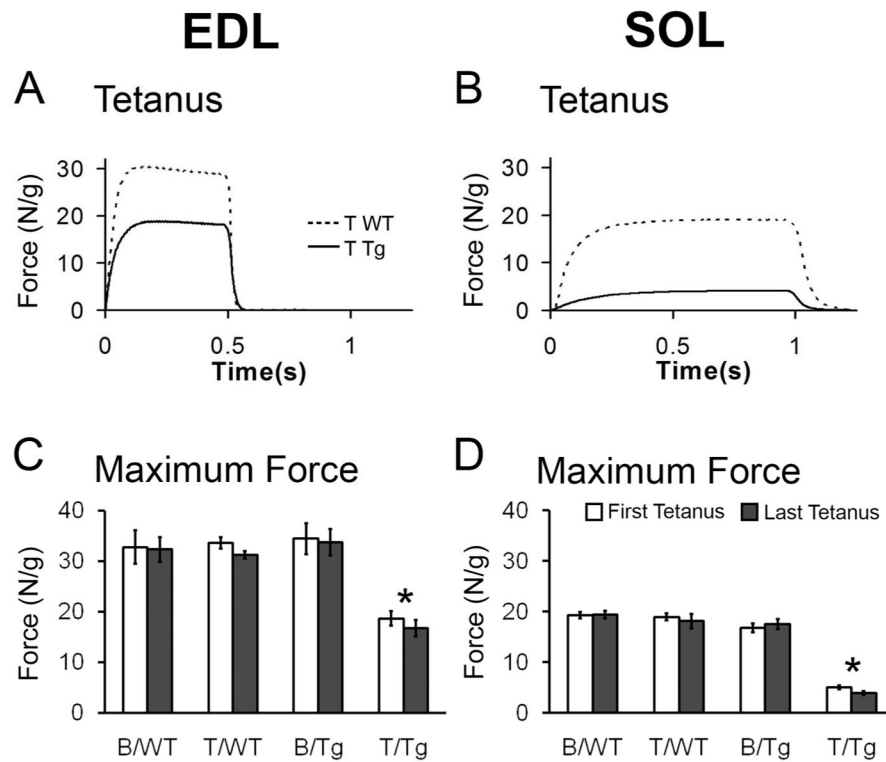 EDL
SOL
A Tetanus
B Tetanus
Force (N/g)
30
20
10
0
T WT
T Tg
0 0.5 1
Time(s)
Force (N/g)
30
20
10
0
0 0.5 1
Time(s)
C Maximum Force
D Maximum Force
Force (N/g)
40
30
20
10
0
*
B/WT T/WT B/Tg T/Tg
Force (N/g)
40
30
20
10
0
First Tetanus Last Tetanus
*
B/WT T/WT B/Tg T/Tg